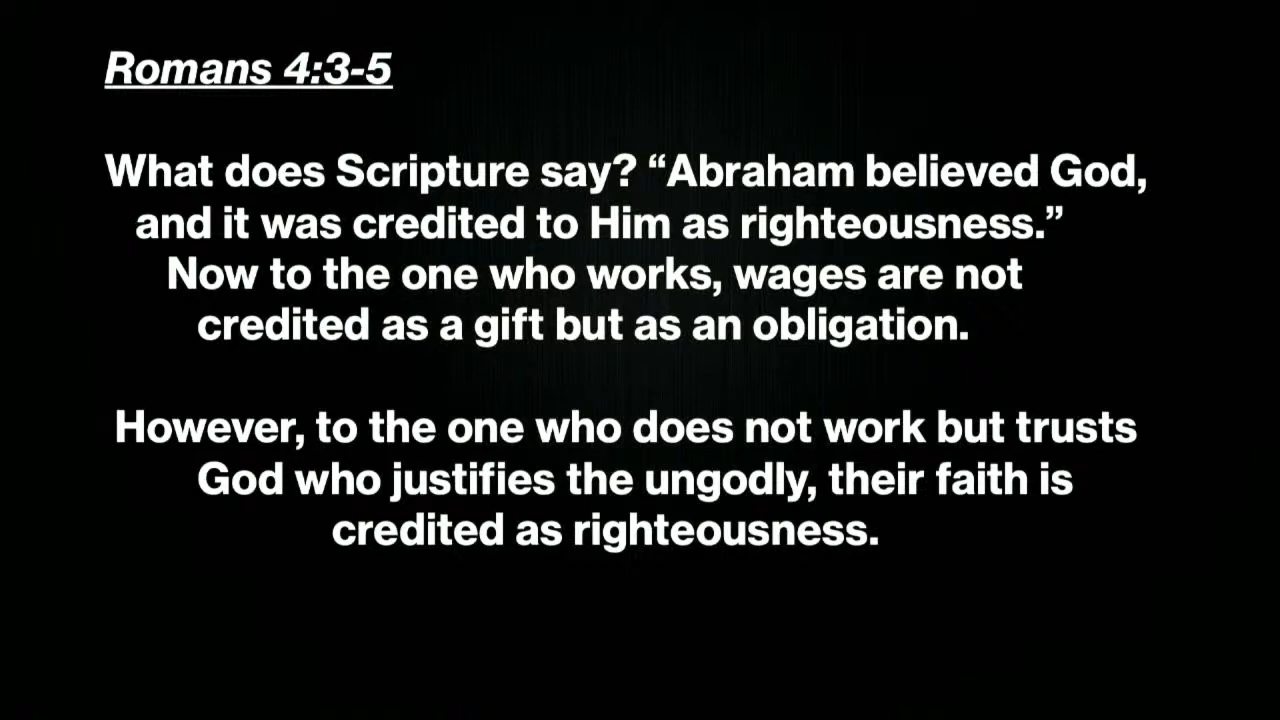 Romans 4:3-5
What does Scripture say? “Abraham believed God,
and it was credited to Him as righteousness.”
Now to the one who works, wages are not
credited as a gift but as an obligation.
However, to the one who does not work but trusts
God who justifies the ungodly, their faith is
credited as righteousness.